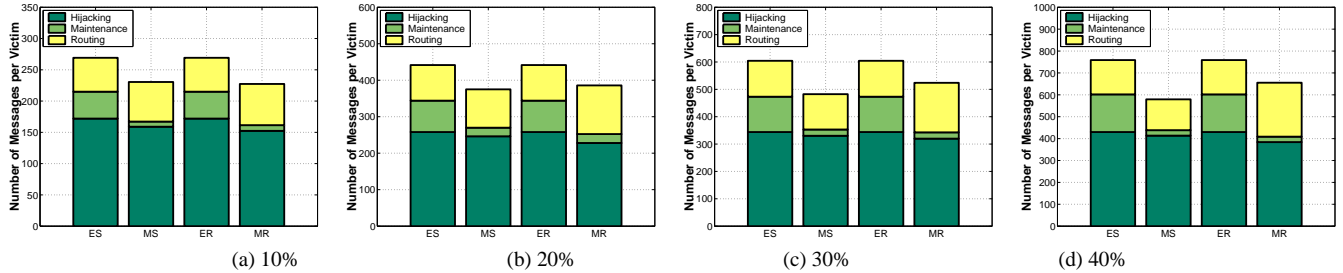 Number of Messages per Victim
350
300
250
200
150
100
50
0
Hijacking
Maintenance
Routing
ES MS ER MR
(a) 10%
Number of Messages per Victim
600
500
400
300
200
100
0
Hijacking
Maintenance
Routing
ES MS ER MR
(b) 20%
Number of Messages per Victim
800
700
600
500
400
300
200
100
0
Hijacking
Maintenance
Routing
ES MS ER MR
(c) 30%
Number of Messages per Victim
1000
900
800
700
600
500
400
300
200
100
0
Hijacking
Maintenance
Routing
ES MS ER MR
(d) 40%